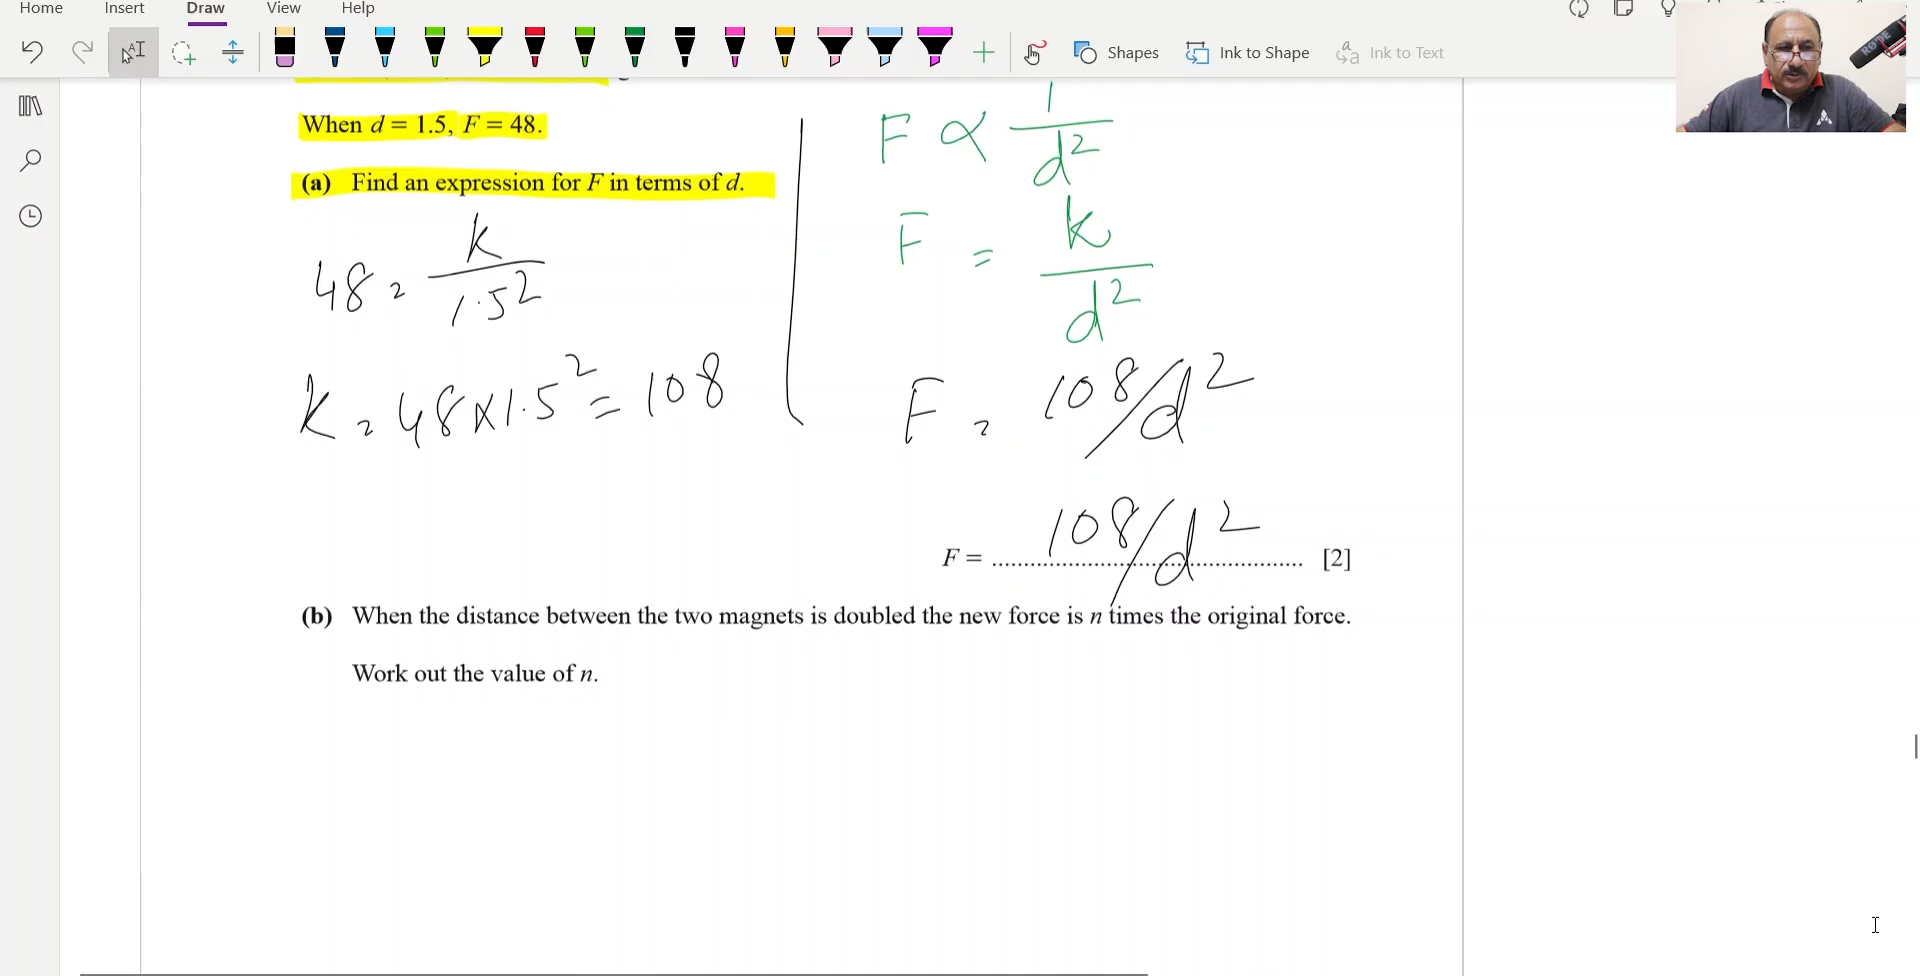 Home Insert Draw View Help
Shapes Ink to Shape Ink to Text
RØDE
When d = 1.5, F = 48.
F ∝ 1/d²
(a) Find an expression for F in terms of d.
48 = k/1.5²
F = k/d²
k = 48 × 1.5² = 108
F = 108/d²
F = 108/d² [2]
(b) When the distance between the two magnets is doubled the new force is n times the original force.
Work out the value of n.